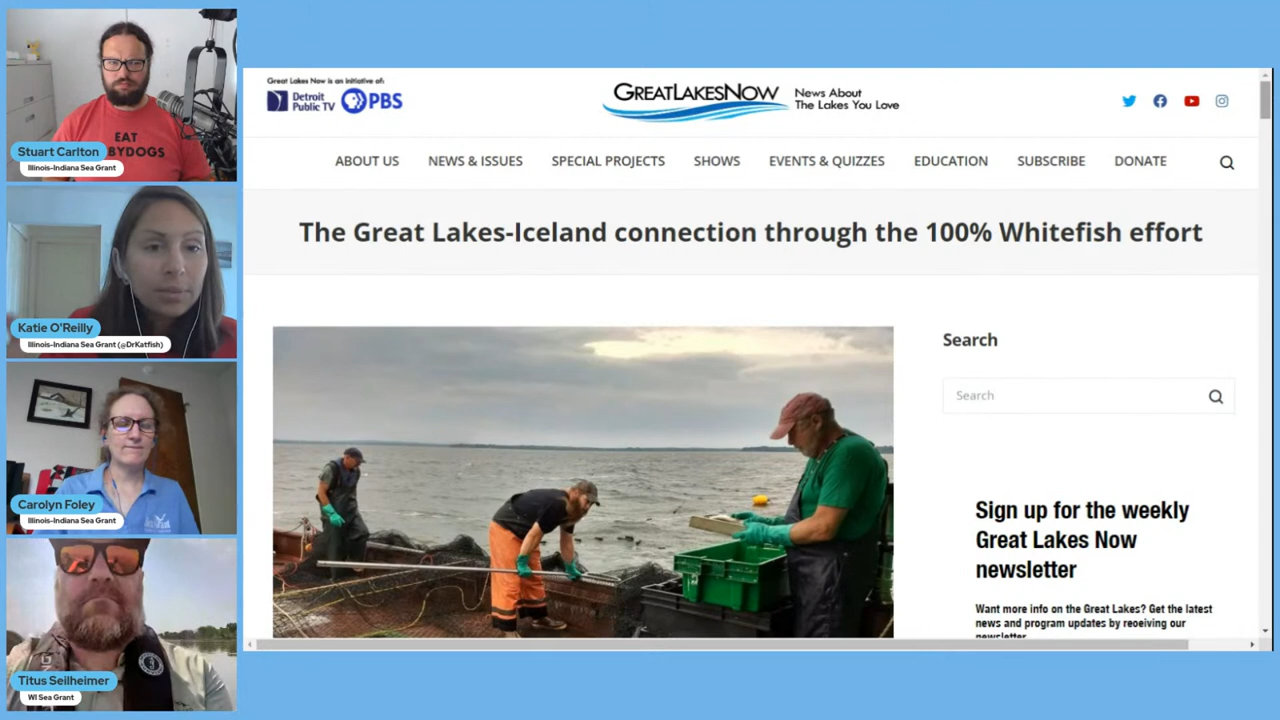 EAT
BYDOGS
Stuart Carlton
Illinois-Indiana Sea Grant
Katie O'Reilly
Illinois-Indiana Sea Grant (@DrKatfish)
Carolyn Foley
Illinois-Indiana Sea Grant
Titus Seilheimer
WI Sea Grant
Great Lakes Now is an initiative of:
Detroit
Public TV
PBS
GREATLAKESNOW
News About
The Lakes You Love
ABOUT US NEWS & ISSUES SPECIAL PROJECTS SHOWS EVENTS & QUIZZES EDUCATION SUBSCRIBE DONATE
The Great Lakes-Iceland connection through the 100% Whitefish effort
Search
Search
Sign up for the weekly
Great Lakes Now
newsletter
Want more info on the Great Lakes? Get the latest
news and program updates by receiving our
newsletter